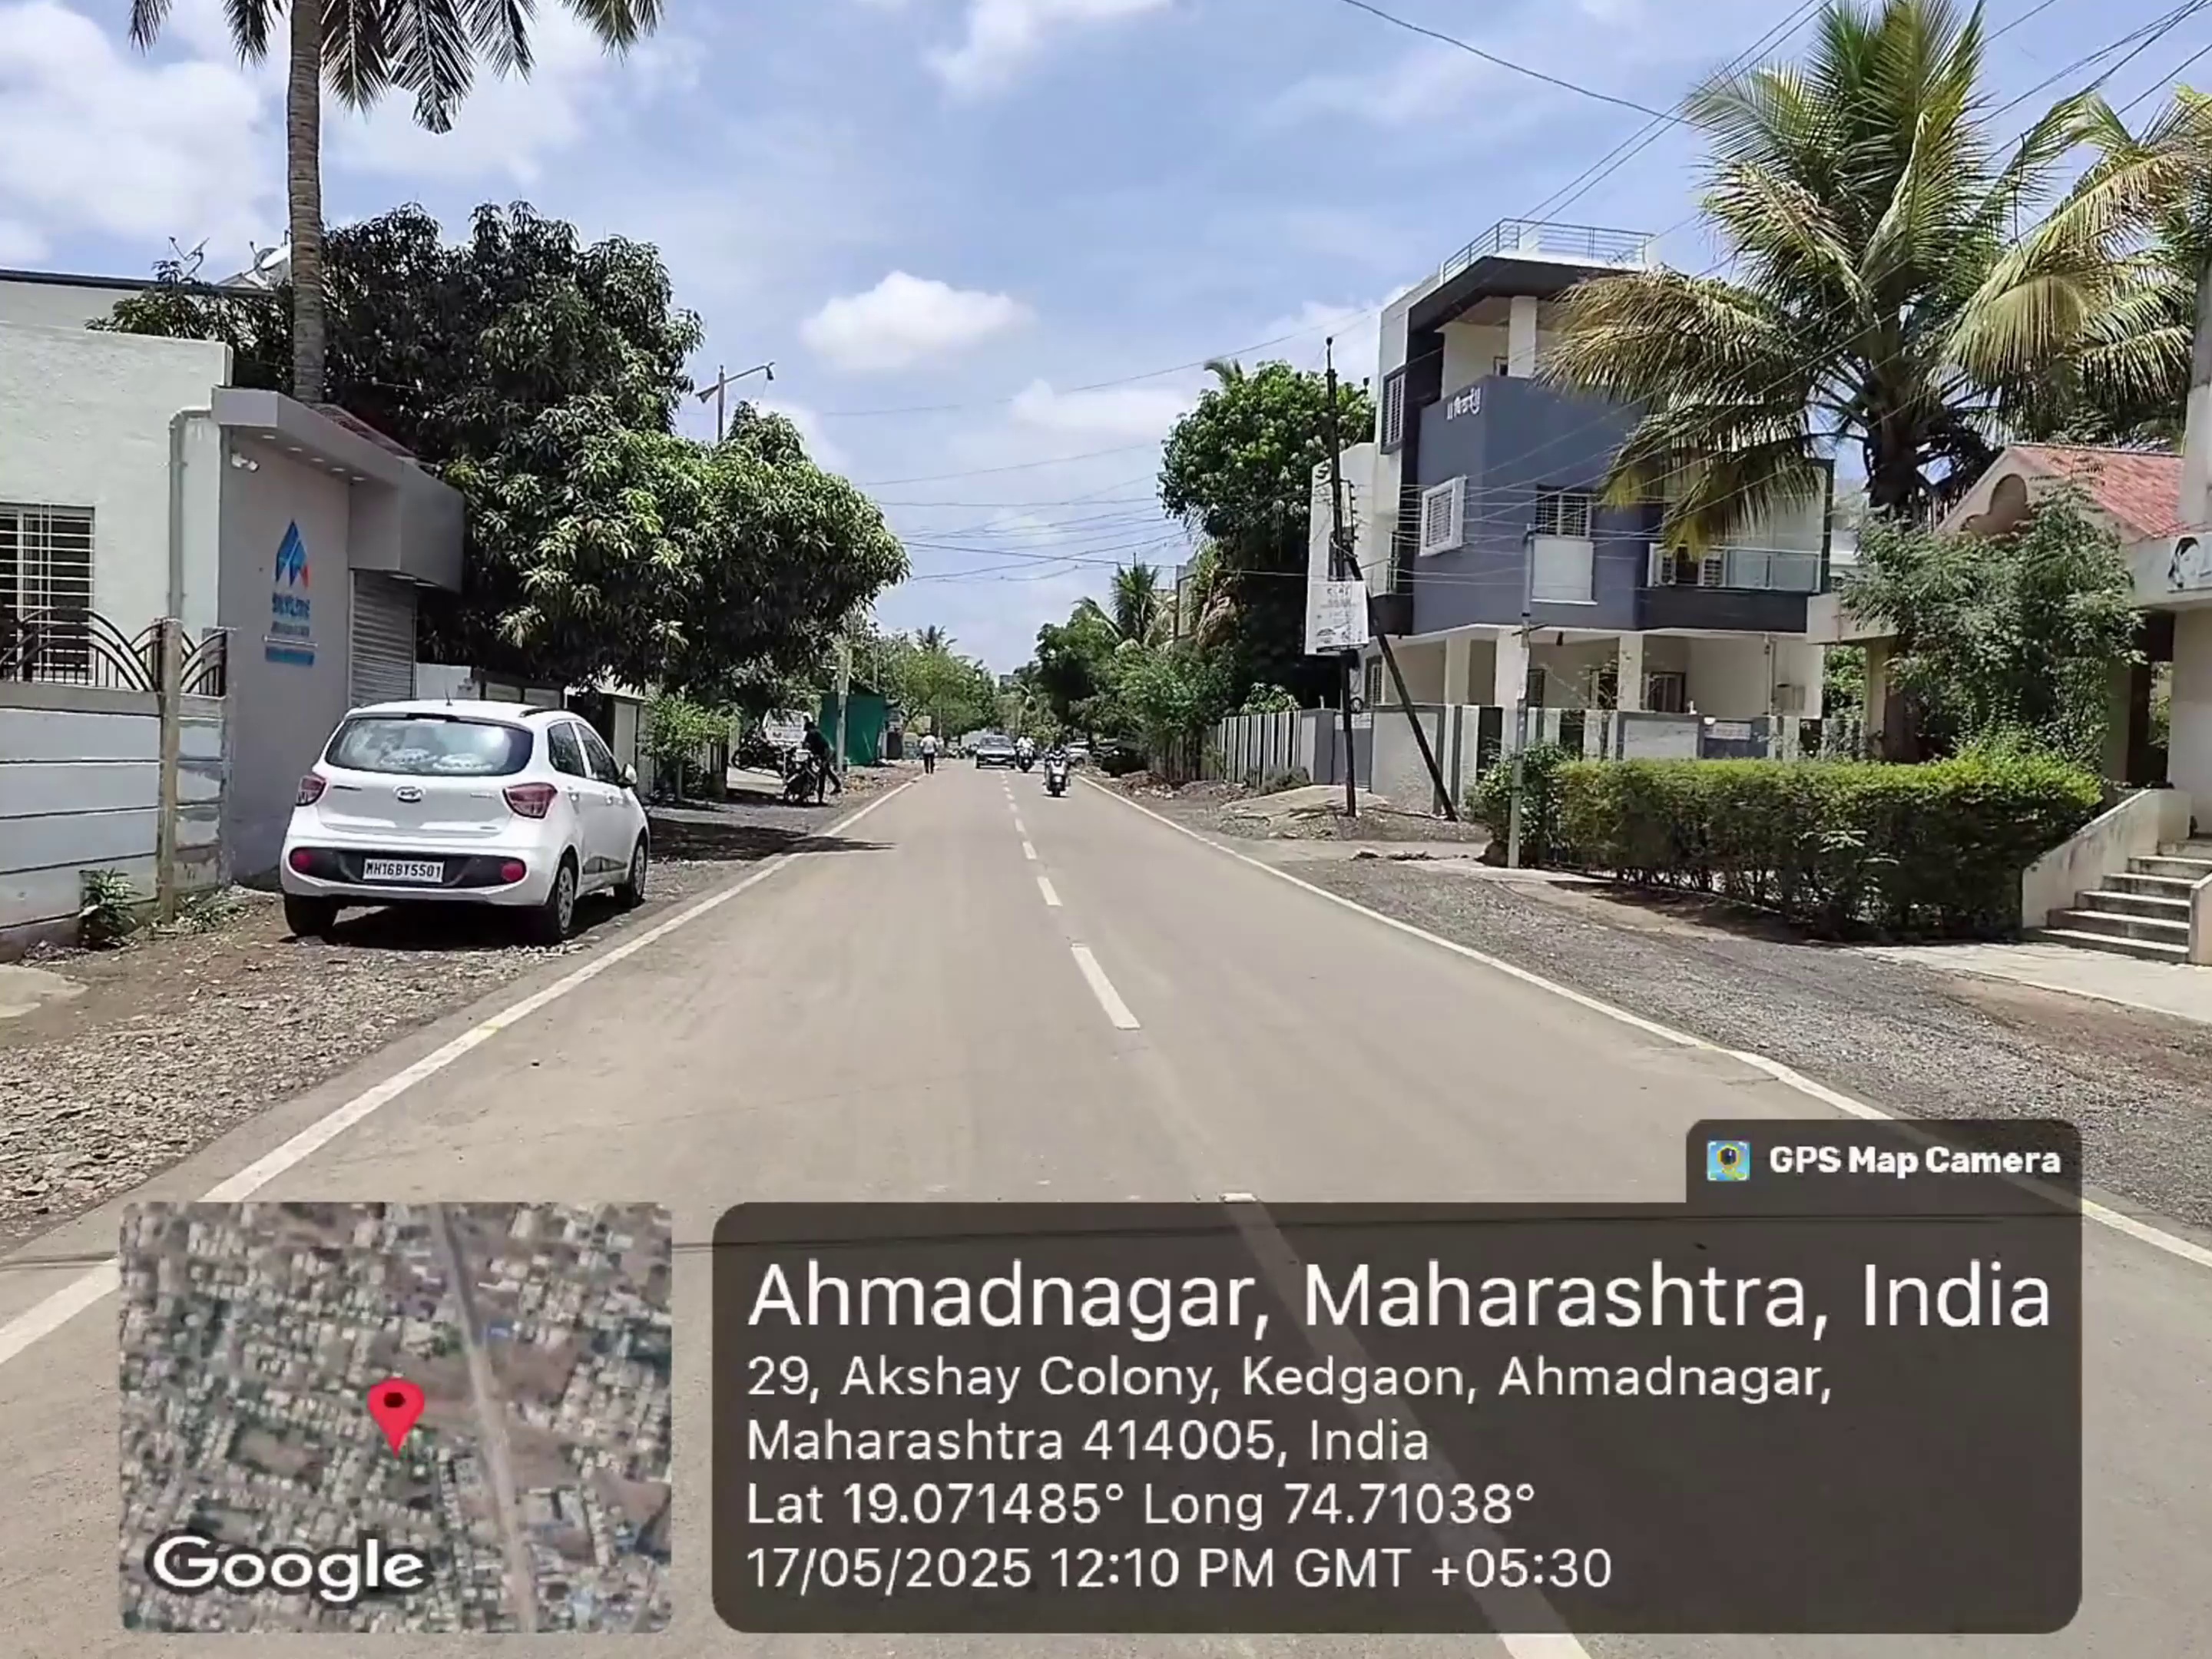 MH16BY5501
GPS Map Camera
Ahmadnagar, Maharashtra, India
29, Akshay Colony, Kedgaon, Ahmadnagar,
Maharashtra 414005, India
Lat 19.071485° Long 74.71038°
17/05/2025 12:10 PM GMT +05:30
Google